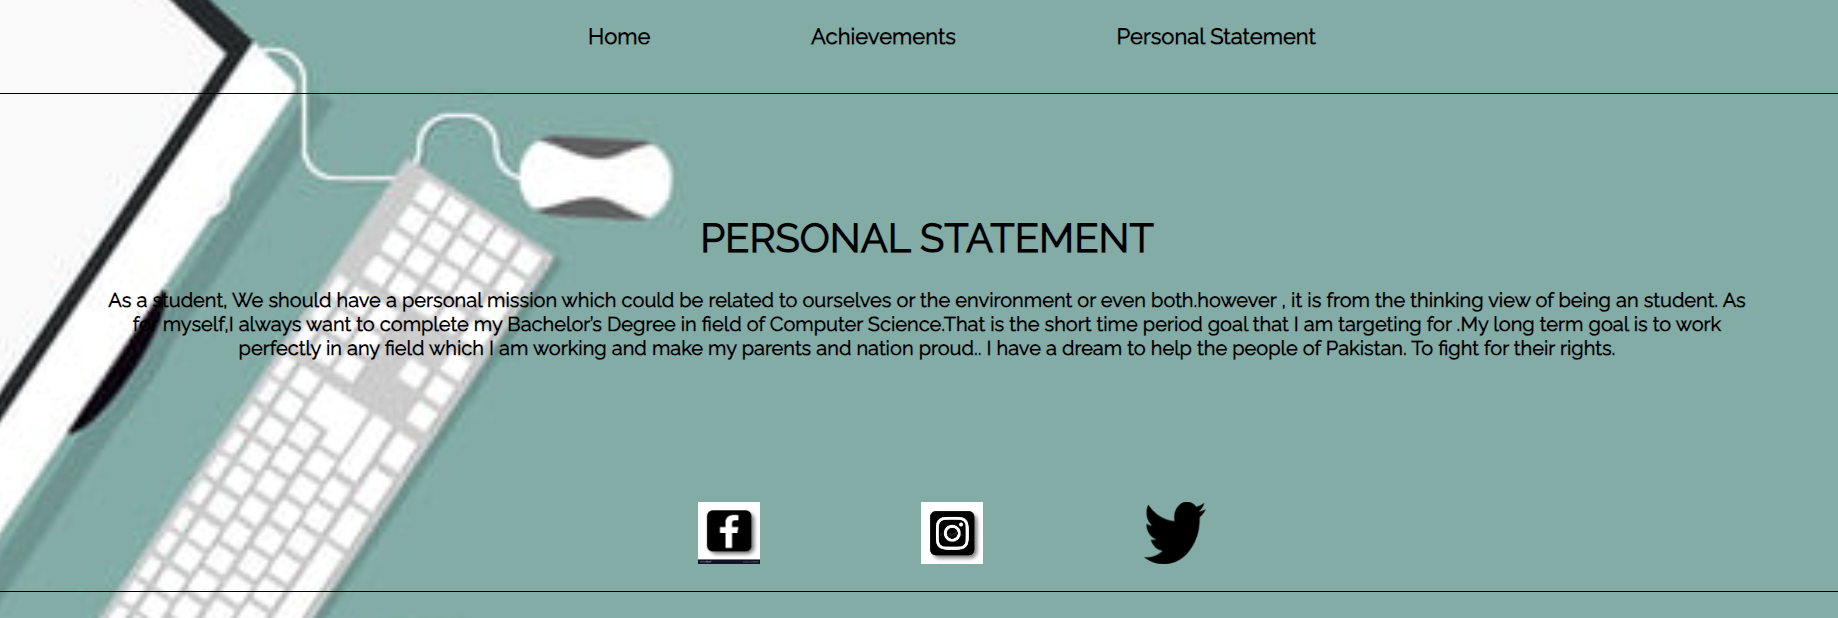 Home
Achievements
Personal Statement
PERSONAL STATEMENT
As a student, We should have a personal mission which could be related to ourselves or the environment or even both.however , it is from the thinking view of being an student. As
for myself,I always want to complete my Bachelor’s Degree in field of Computer Science.That is the short time period goal that I am targeting for .My long term goal is to work
perfectly in any field which I am working and make my parents and nation proud.. I have a dream to help the people of Pakistan. To fight for their rights.